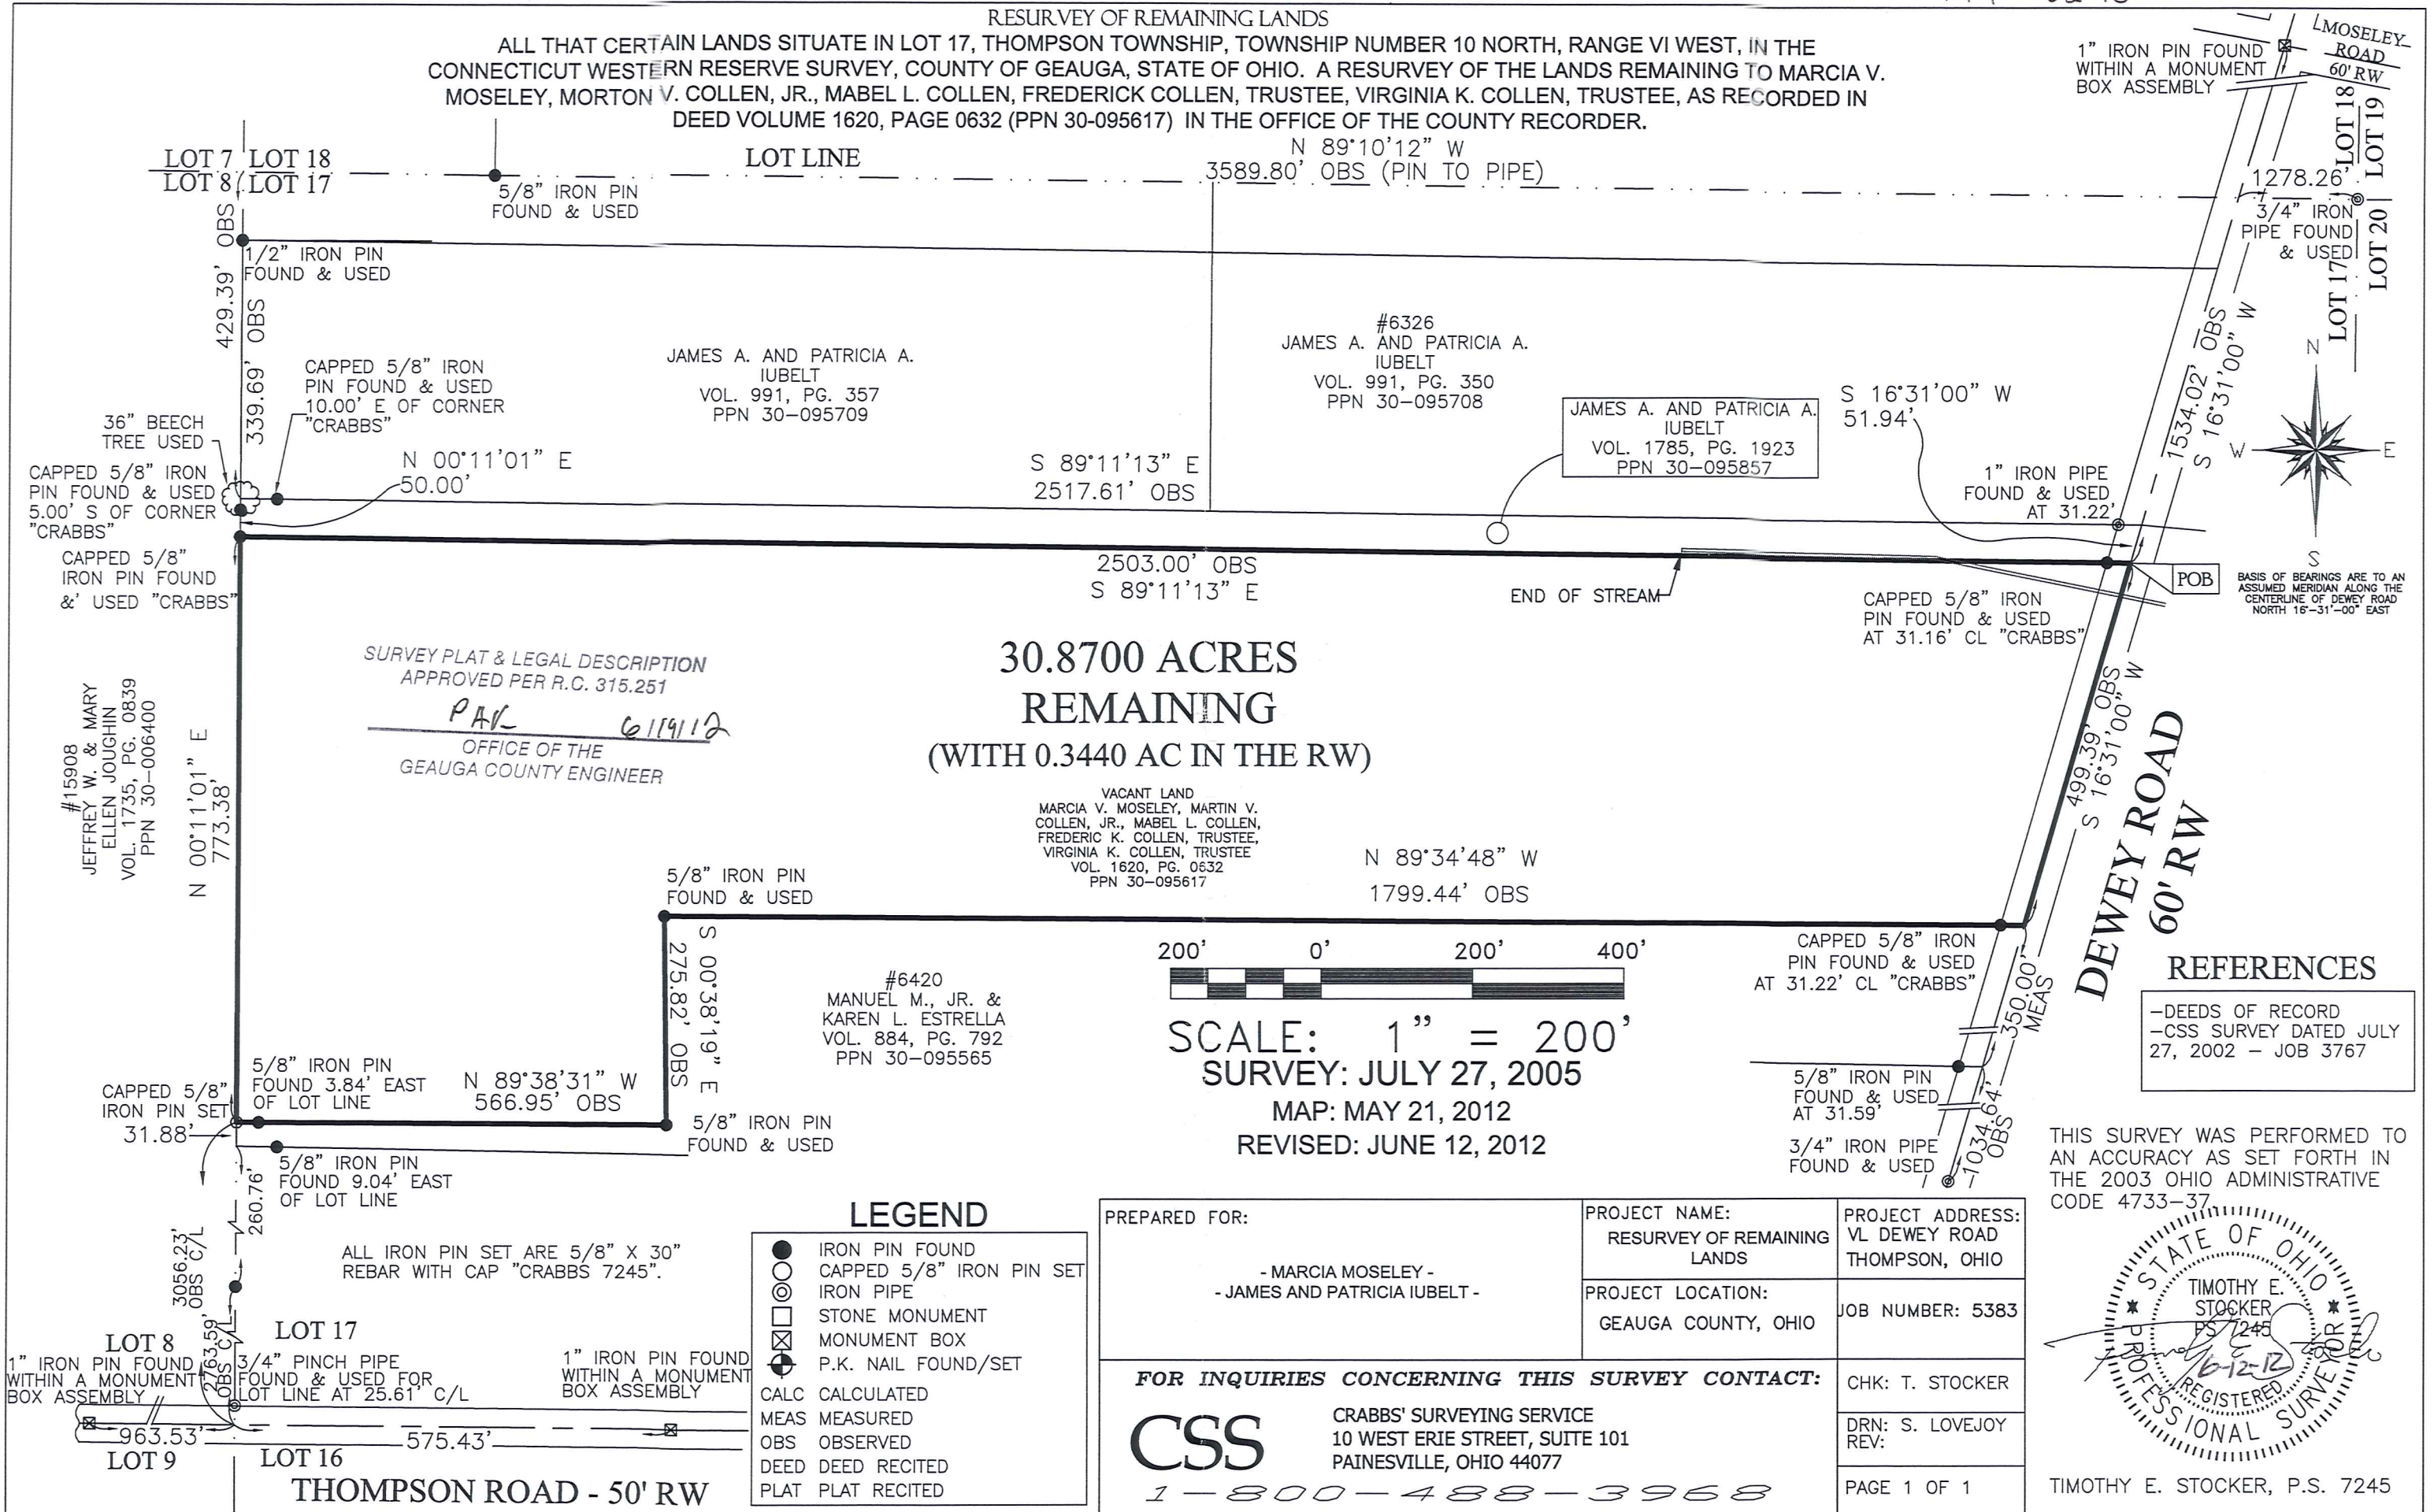 RESURVEY OF REMAINING LANDS
ALL THAT CERTAIN LANDS SITUATE IN LOT 17, THOMPSON TOWNSHIP, TOWNSHIP NUMBER 10 NORTH, RANGE VI WEST, IN THE
CONNECTICUT WESTERN RESERVE SURVEY, COUNTY OF GEAUGA, STATE OF OHIO. A RESURVEY OF THE LANDS REMAINING TO MARCIA V.
MOSELEY, MORTON V. COLLEN, JR., MABEL L. COLLEN, FREDERICK COLLEN, TRUSTEE, VIRGINIA K. COLLEN, TRUSTEE, AS RECORDED IN
DEED VOLUME 1620, PAGE 0632 (PPN 30-095617) IN THE OFFICE OF THE COUNTY RECORDER.
1" IRON PIN FOUND
WITHIN A MONUMENT
BOX ASSEMBLY
MOSELEY
ROAD
60' RW
LOT 18
LOT 19
LOT 7 LOT 18
LOT 8 LOT 17
LOT LINE
N 89°10'12" W
3589.80' OBS (PIN TO PIPE)
1278.26'
5/8" IRON PIN
FOUND & USED
3/4" IRON
PIPE FOUND
& USED
LOT 17
LOT 20
429.39' OBS
1/2" IRON PIN
FOUND & USED
339.69' OBS
CAPPED 5/8" IRON
PIN FOUND & USED
10.00' E OF CORNER
"CRABBS"
JAMES A. AND PATRICIA A.
IUBELT
VOL. 991, PG. 357
PPN 30-095709
#6326
JAMES A. AND PATRICIA A.
IUBELT
VOL. 991, PG. 350
PPN 30-095708
JAMES A. AND PATRICIA A.
IUBELT
VOL. 1785, PG. 1923
PPN 30-095857
S 16°31'00" W
51.94'
1534.02' OBS
S 16°31'00" W
N
W
E
S
36" BEECH
TREE USED
CAPPED 5/8" IRON
PIN FOUND & USED
5.00' S OF CORNER
"CRABBS"
N 00°11'01" E
50.00'
S 89°11'13" E
2517.61' OBS
1" IRON PIPE
FOUND & USED
AT 31.22'
CAPPED 5/8"
IRON PIN FOUND
&' USED "CRABBS"
2503.00' OBS
S 89°11'13" E
END OF STREAM
POB
BASIS OF BEARINGS ARE TO AN
ASSUMED MERIDIAN ALONG THE
CENTERLINE OF DEWEY ROAD
NORTH 16°-31'-00" EAST
CAPPED 5/8" IRON
PIN FOUND & USED
AT 31.16' CL "CRABBS"
SURVEY PLAT & LEGAL DESCRIPTION
APPROVED PER R.C. 315.251
PAK 6/19/12
OFFICE OF THE
GEAUGA COUNTY ENGINEER
30.8700 ACRES
REMAINING
(WITH 0.3440 AC IN THE RW)
VACANT LAND
MARCIA V. MOSELEY, MARTIN V.
COLLEN, JR., MABEL L. COLLEN,
FREDERIC K. COLLEN, TRUSTEE,
VIRGINIA K. COLLEN, TRUSTEE
VOL. 1620, PG. 0632
PPN 30-095617
#15908
JEFFREY W. & MARY
ELLEN JOUGHIN
VOL. 1735, PG. 0839
PPN 30-006400
N 00°11'01" E
773.38'
499.39' OBS
S 16°31'00" W
DEWEY ROAD
60' RW
5/8" IRON PIN
FOUND & USED
N 89°34'48" W
1799.44' OBS
S 00°38'19" E
275.82' OBS
#6420
MANUEL M., JR. &
KAREN L. ESTRELLA
VOL. 884, PG. 792
PPN 30-095565
200' 0' 200' 400'
SCALE: 1" = 200'
SURVEY: JULY 27, 2005
MAP: MAY 21, 2012
REVISED: JUNE 12, 2012
CAPPED 5/8" IRON
PIN FOUND & USED
AT 31.22' CL "CRABBS"
350.00'
MEAS
REFERENCES
-DEEDS OF RECORD
-CSS SURVEY DATED JULY
27, 2002 - JOB 3767
CAPPED 5/8"
IRON PIN SET
31.88'
5/8" IRON PIN
FOUND 3.84' EAST
OF LOT LINE
N 89°38'31" W
566.95' OBS
5/8" IRON PIN
FOUND & USED
5/8" IRON PIN
FOUND 9.04' EAST
OF LOT LINE
5/8" IRON PIN
FOUND & USED
AT 31.59'
3/4" IRON PIPE
FOUND & USED
1034.64'
OBS
THIS SURVEY WAS PERFORMED TO
AN ACCURACY AS SET FORTH IN
THE 2003 OHIO ADMINISTRATIVE
CODE 4733-37.
260.76'
3056.23'
OBS C/L
2763.59'
OBS C/L
ALL IRON PIN SET ARE 5/8" X 30"
REBAR WITH CAP "CRABBS 7245".
LOT 8
LOT 17
1" IRON PIN FOUND
WITHIN A MONUMENT
BOX ASSEMBLY
3/4" PINCH PIPE
FOUND & USED FOR
LOT LINE AT 25.61' C/L
1" IRON PIN FOUND
WITHIN A MONUMENT
BOX ASSEMBLY
963.53'
575.43'
LOT 9
LOT 16
THOMPSON ROAD - 50' RW
LEGEND
IRON PIN FOUND
CAPPED 5/8" IRON PIN SET
IRON PIPE
STONE MONUMENT
MONUMENT BOX
P.K. NAIL FOUND/SET
CALC CALCULATED
MEAS MEASURED
OBS OBSERVED
DEED DEED RECITED
PLAT PLAT RECITED
PREPARED FOR:
- MARCIA MOSELEY -
- JAMES AND PATRICIA IUBELT -
PROJECT NAME:
RESURVEY OF REMAINING
LANDS
PROJECT LOCATION:
GEAUGA COUNTY, OHIO
PROJECT ADDRESS:
VL DEWEY ROAD
THOMPSON, OHIO
JOB NUMBER: 5383
FOR INQUIRIES CONCERNING THIS SURVEY CONTACT:
CSS
CRABBS' SURVEYING SERVICE
10 WEST ERIE STREET, SUITE 101
PAINESVILLE, OHIO 44077
1-800-488-3968
CHK: T. STOCKER
DRN: S. LOVEJOY
REV:
PAGE 1 OF 1
STATE OF OHIO
TIMOTHY E.
STOCKER
PS 7245
6-12-12
REGISTERED
PROFESSIONAL SURVEYOR
TIMOTHY E. STOCKER, P.S. 7245